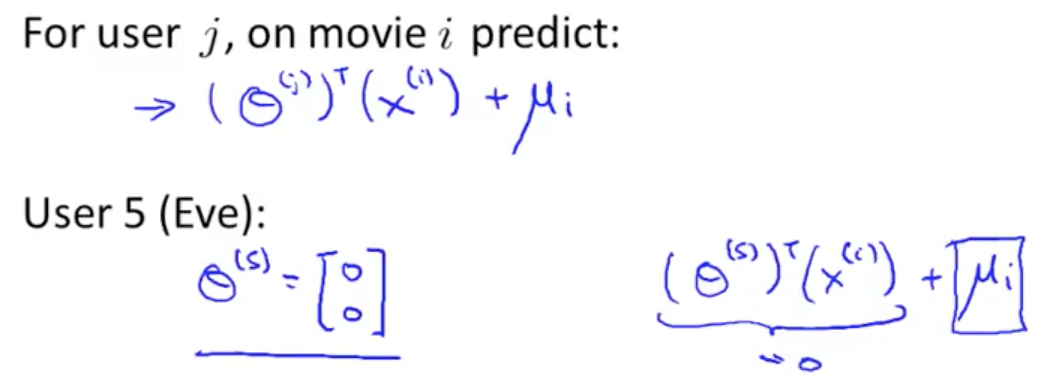 For user j, on movie i predict:
→ (θ^(j))^T (x^(i)) + μ_i
User 5 (Eve):
θ^(5) = [0 0]
(θ^(5))^T (x^(i)) + μ_i
= 0